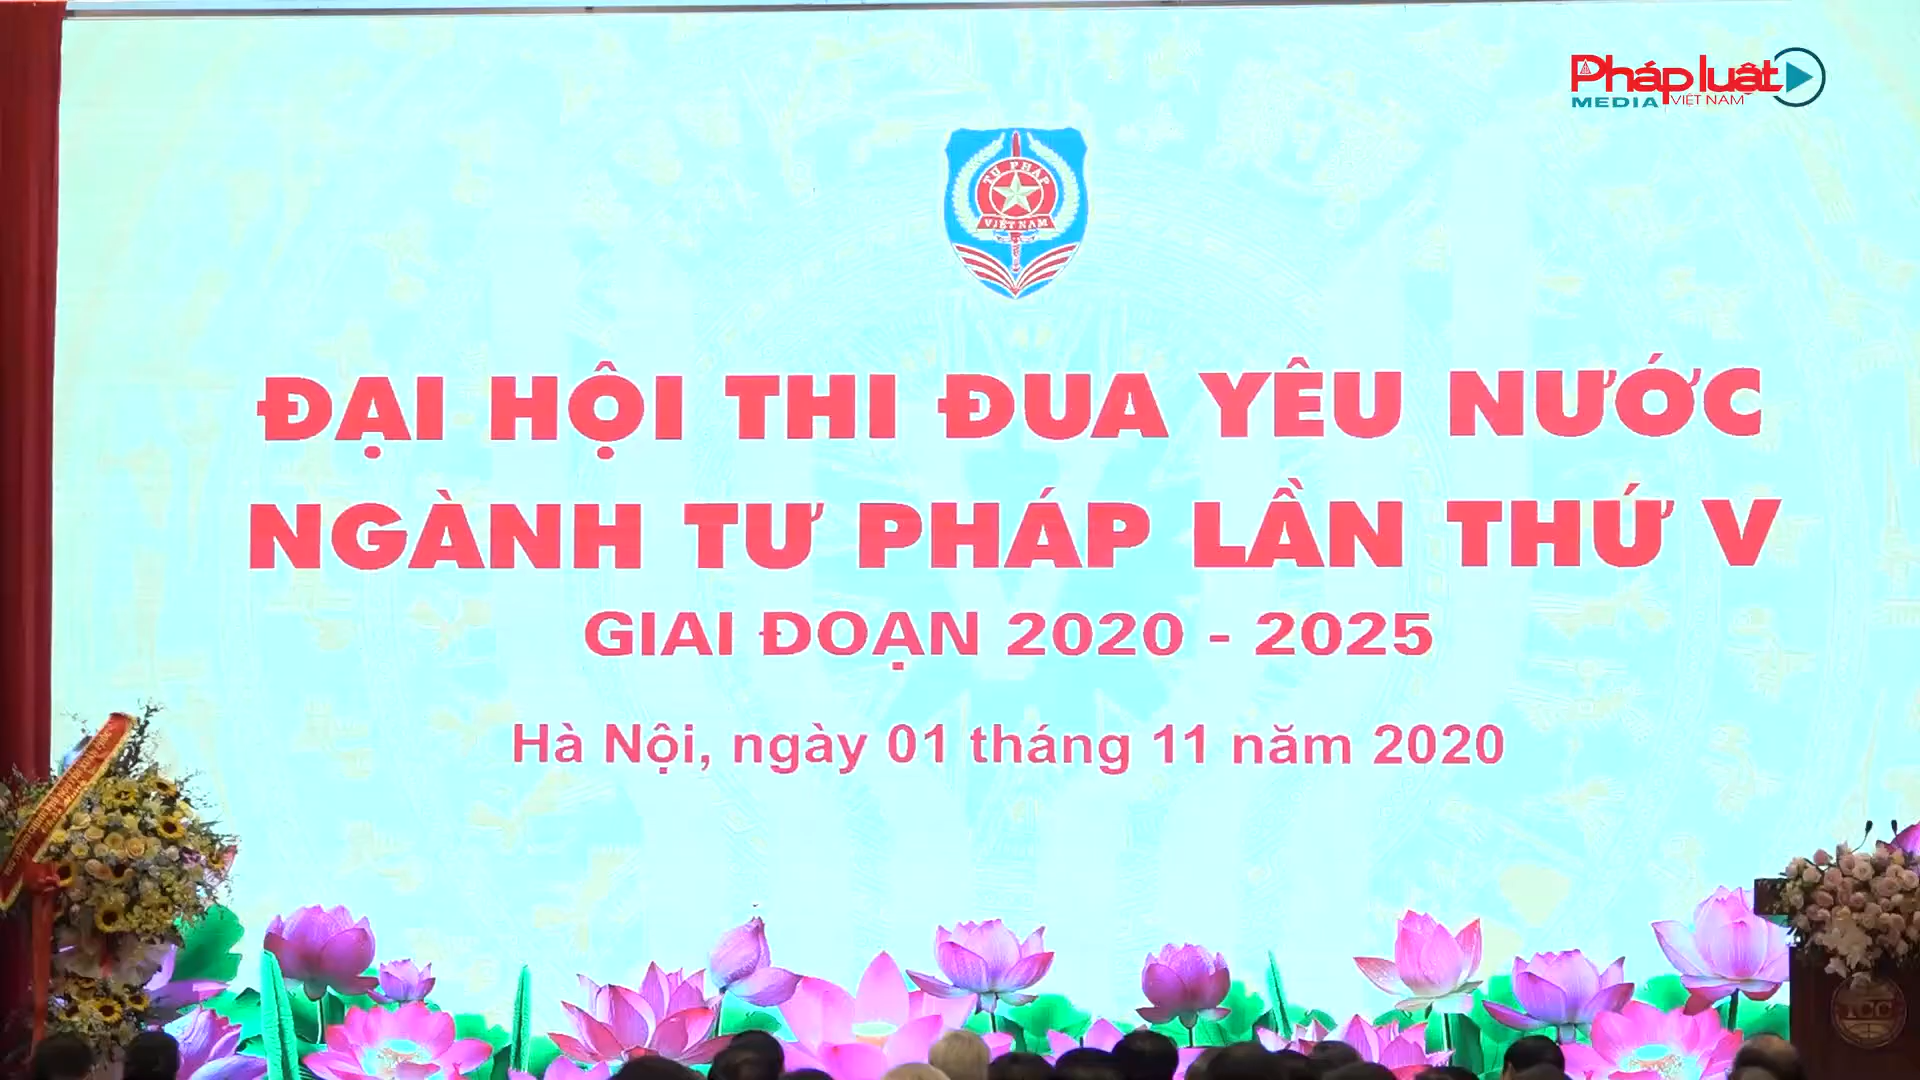 Pháp luật
MEDIA VIỆT NAM
TƯ PHÁP
VIỆT NAM
ĐẠI HỘI THI ĐUA YÊU NƯỚC
NGÀNH TƯ PHÁP LẦN THỨ V
GIAI ĐOẠN 2020 - 2025
Hà Nội, ngày 01 tháng 11 năm 2020
ICC